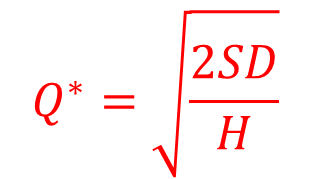 Q* = √(2SD/H)